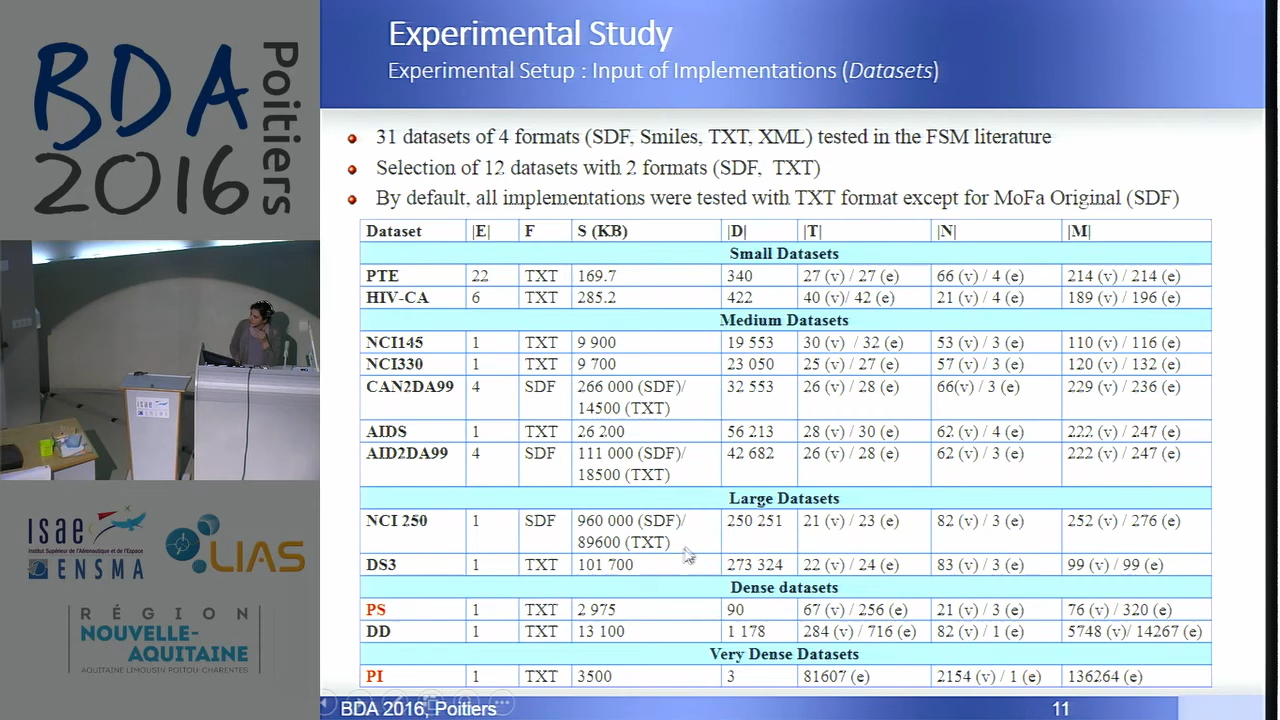 BDA
2016
Poitiers
isae
Institut Supérieur de l'Aéronautique et de l'Espace
ENSMA
LIAS
RÉGION
NOUVELLE-
AQUITAINE
AQUITAINE LIMOUSIN POITOU-CHARENTES
isae
Experimental Study
Experimental Setup : Input of Implementations (Datasets)
31 datasets of 4 formats (SDF, Smiles, TXT, XML) tested in the FSM literature
Selection of 12 datasets with 2 formats (SDF, TXT)
By default, all implementations were tested with TXT format except for MoFa Original (SDF)
Dataset |E| F S (KB) |D| |T| |N| |M|
Small Datasets
PTE 22 TXT 169.7 340 27 (v) / 27 (e) 66 (v) / 4 (e) 214 (v) / 214 (e)
HIV-CA 6 TXT 285.2 422 40 (v)/ 42 (e) 21 (v) / 4 (e) 189 (v) / 196 (e)
Medium Datasets
NCI145 1 TXT 9 900 19 553 30 (v) / 32 (e) 53 (v) / 3 (e) 110 (v) / 116 (e)
NCI330 1 TXT 9 700 23 050 25 (v) / 27 (e) 57 (v) / 3 (e) 120 (v) / 132 (e)
CAN2DA99 4 SDF 266 000 (SDF)/ 32 553 26 (v) / 28 (e) 66(v) / 3 (e) 229 (v) / 236 (e)
14500 (TXT)
AIDS 1 TXT 26 200 56 213 28 (v) / 30 (e) 62 (v) / 4 (e) 222 (v) / 247 (e)
AID2DA99 4 SDF 111 000 (SDF)/ 42 682 26 (v) / 28 (e) 62 (v) / 3 (e) 222 (v) / 247 (e)
18500 (TXT)
Large Datasets
NCI 250 1 SDF 960 000 (SDF)/ 250 251 21 (v) / 23 (e) 82 (v) / 3 (e) 252 (v) / 276 (e)
89600 (TXT)
DS3 1 TXT 101 700 273 324 22 (v) / 24 (e) 83 (v) / 3 (e) 99 (v) / 99 (e)
Dense datasets
PS 1 TXT 2 975 90 67 (v) / 256 (e) 21 (v) / 3 (e) 76 (v) / 320 (e)
DD 1 TXT 13 100 1 178 284 (v) / 716 (e) 82 (v) / 1 (e) 5748 (v)/ 14267 (e)
Very Dense Datasets
PI 1 TXT 3500 3 81607 (e) 2154 (v) / 1 (e) 136264 (e)
BDA 2016, Poitiers 11